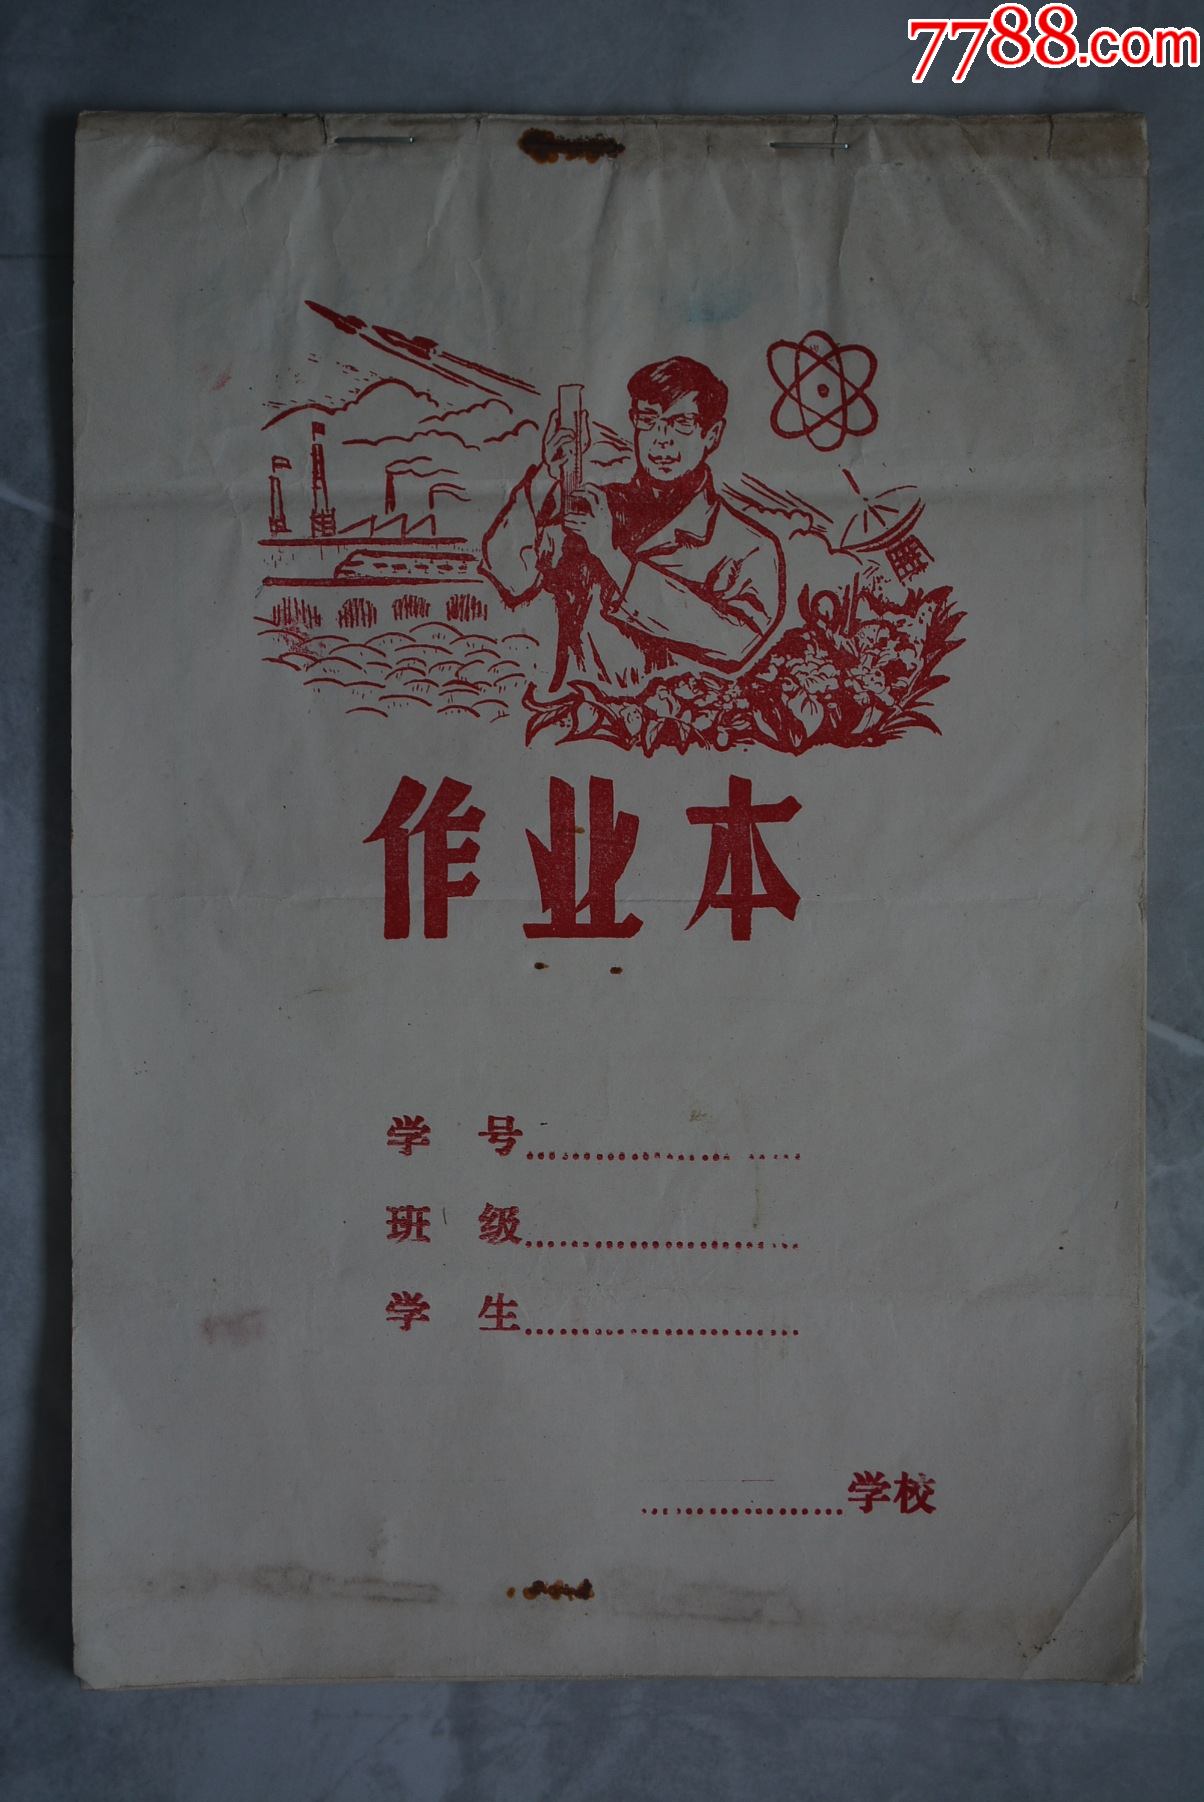 7788.com
作业本
学 号
班 级
学 生
学校